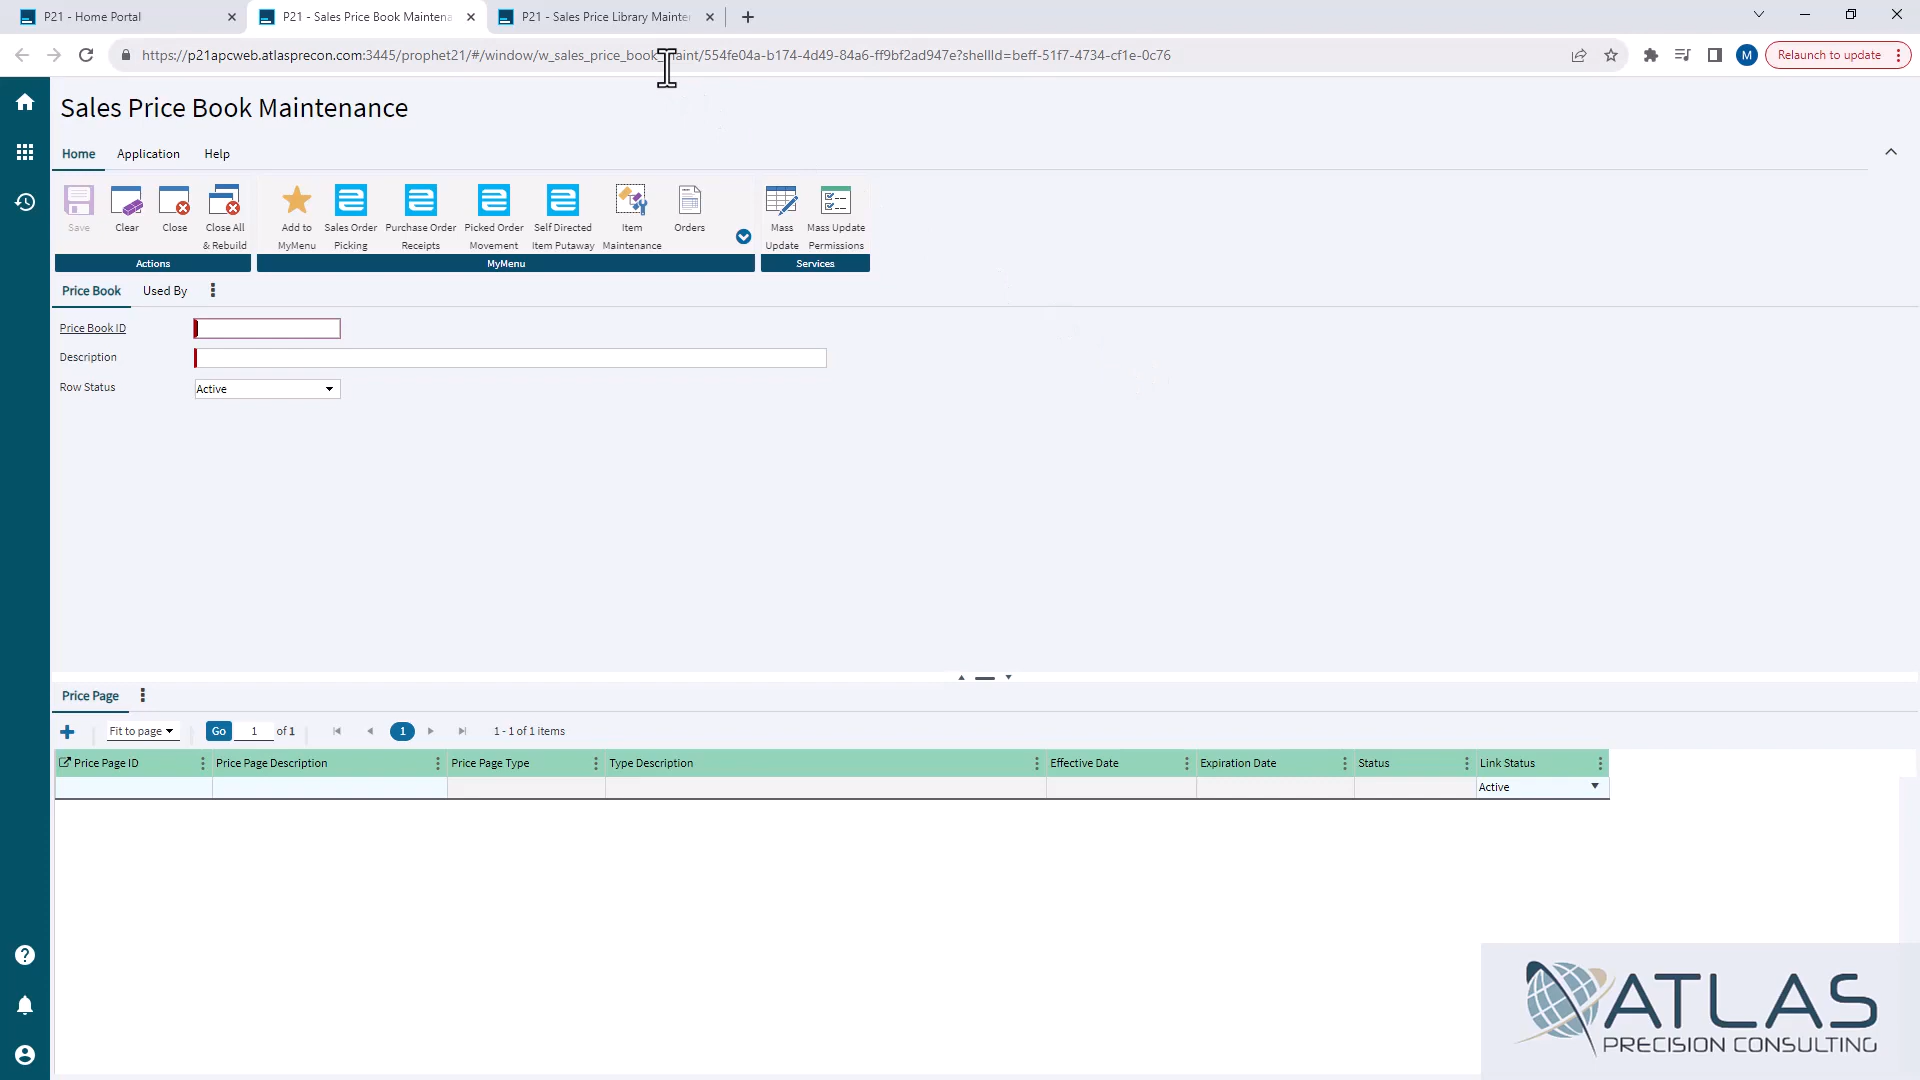 P21 - Home Portal
P21 - Sales Price Book Maintena
P21 - Sales Price Library Mainten
https://p21apcweb.atlasprecon.com:3445/prophet21/#/window/w_sales_price_book_maint/554fe04a-b174-4d49-84a6-ff9bf2ad947e?shellId=beff-51f7-4734-cf1e-0c76
M
Relaunch to update
Sales Price Book Maintenance
Home Application Help
Save
Clear
Close
Close All
& Rebuild
Add to
MyMenu
Sales Order
Picking
Purchase Order
Receipts
Picked Order
Movement
Self Directed
Item Putaway
Item
Maintenance
Orders
Mass
Update
Mass Update
Permissions
Actions
MyMenu
Services
Price Book Used By
Price Book ID
Description
Row Status Active
Price Page
Fit to page Go 1 of 1 1 1 - 1 of 1 items
Price Page ID Price Page Description Price Page Type Type Description Effective Date Expiration Date Status Link Status
Active
ATLAS
PRECISION CONSULTING